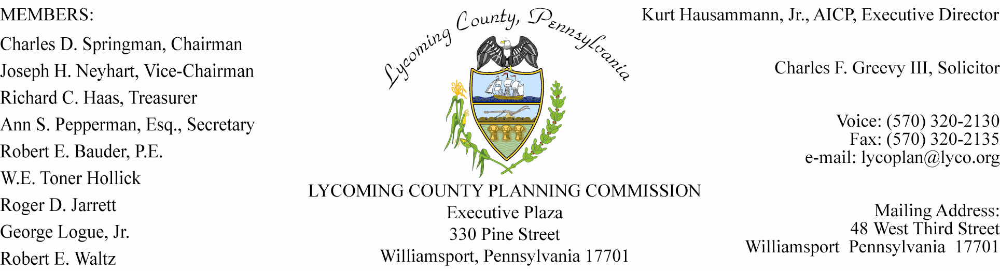 MEMBERS:
Charles D. Springman, Chairman
Joseph H. Neyhart, Vice-Chairman
Richard C. Haas, Treasurer
Ann S. Pepperman, Esq., Secretary
Robert E. Bauder, P.E.
W.E. Toner Hollick
Roger D. Jarrett
George Logue, Jr.
Robert E. Waltz
Lycoming County, Pennsylvania
LYCOMING COUNTY PLANNING COMMISSION
Executive Plaza
330 Pine Street
Williamsport, Pennsylvania 17701
Kurt Hausammann, Jr., AICP, Executive Director
Charles F. Greevy III, Solicitor
Voice: (570) 320-2130
Fax: (570) 320-2135
e-mail: lycoplan@lyco.org
Mailing Address:
48 West Third Street
Williamsport Pennsylvania 17701